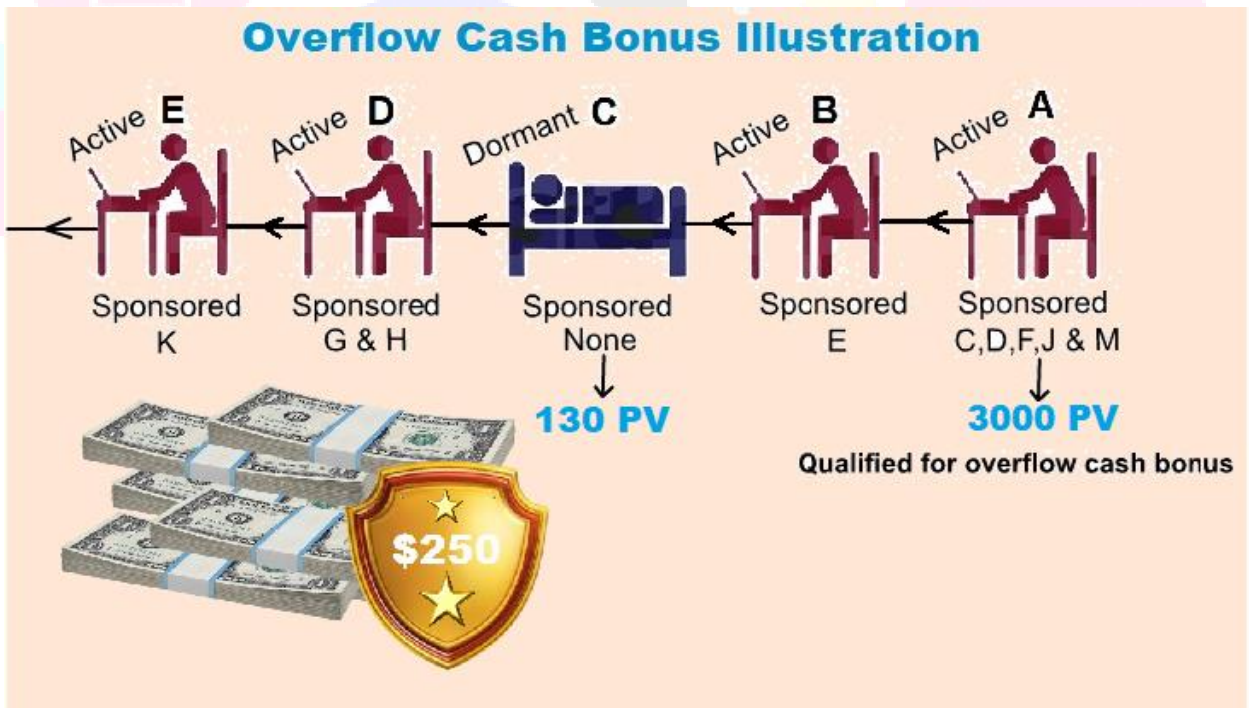 Overflow Cash Bonus Illustration
Active E
Active D
Dormant C
Active B
Active A
Sponsored
K
Sponsored
G & H
Sponsored
None
Sponsored
E
Sponsored
C,D,F,J & M
130 PV
3000 PV
Qualified for overflow cash bonus
$250